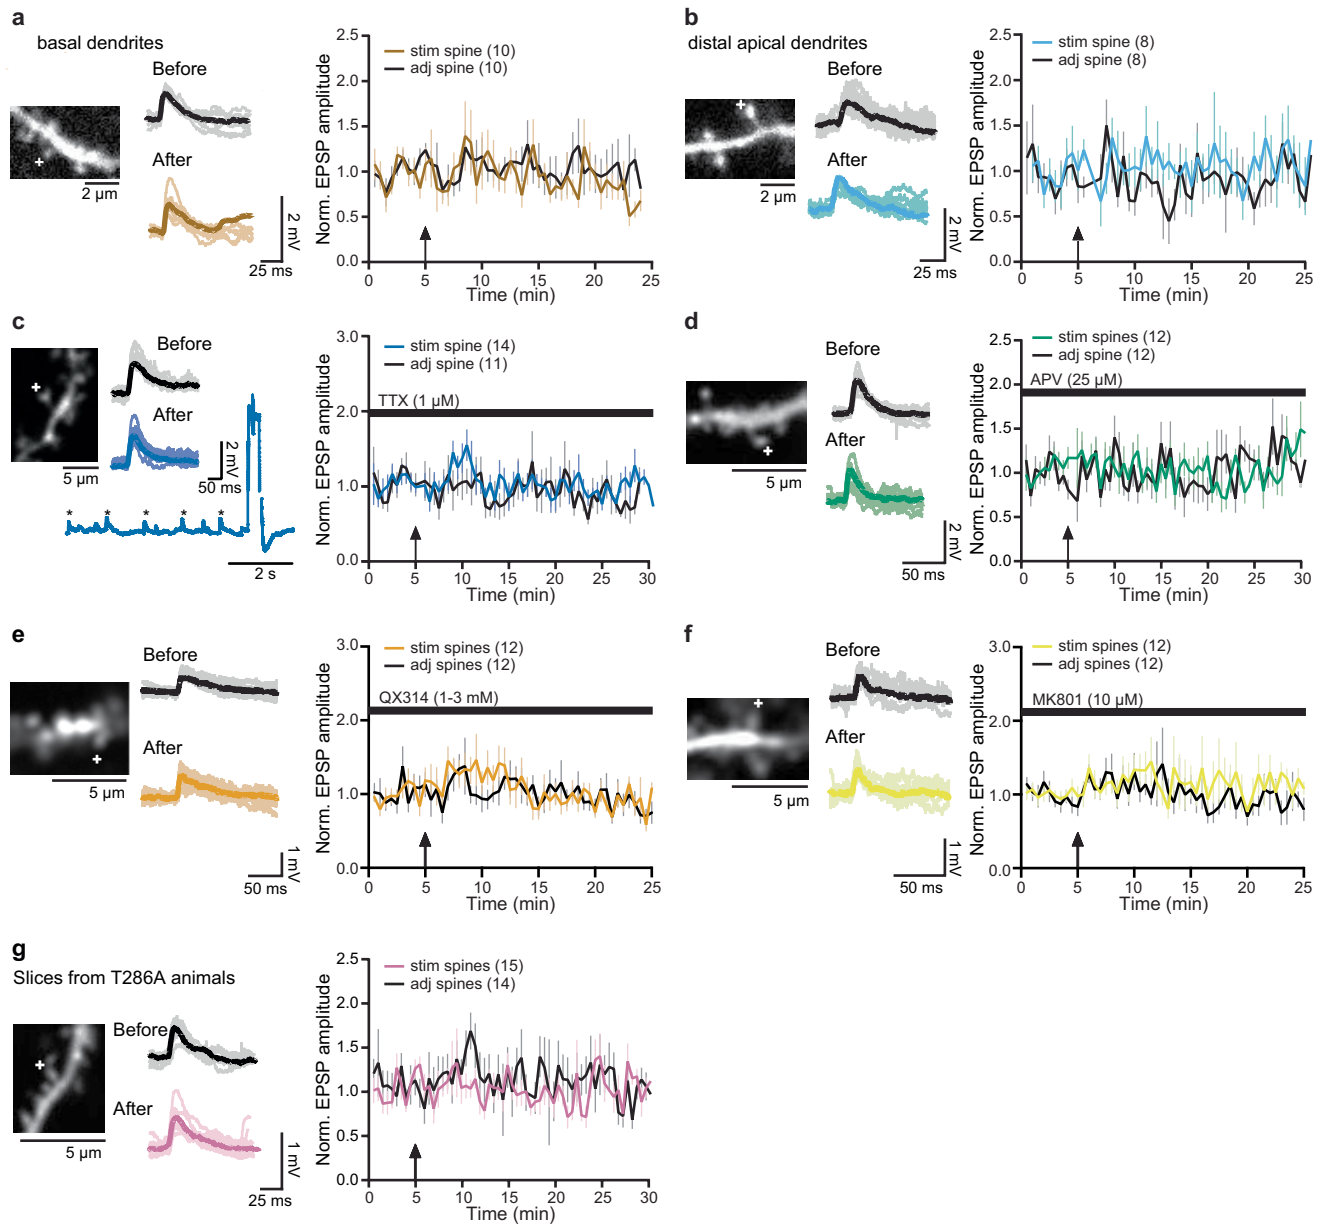 a
basal dendrites
Before
After
2 µm
2 mV
25 ms
Norm. EPSP amplitude
2.5
2.0
1.5
1.0
0.5
0.0
stim spine (10)
adj spine (10)
0 5 10 15 20 25
Time (min)
b
distal apical dendrites
Before
After
2 µm
2 mV
25 ms
Norm. EPSP amplitude
2.5
2.0
1.5
1.0
0.5
0.0
stim spine (8)
adj spine (8)
0 5 10 15 20 25
Time (min)
c
Before
After
5 µm
2 mV
50 ms
* * * * *
2 s
Norm. EPSP amplitude
3.0
2.0
1.0
0.0
stim spine (14)
adj spine (11)
TTX (1 µM)
0 5 10 15 20 25 30
Time (min)
d
Before
After
5 µm
2 mV
50 ms
Norm. EPSP amplitude
2.5
2.0
1.5
1.0
0.5
0.0
stim spines (12)
adj spine (12)
APV (25 µM)
0 5 10 15 20 25 30
Time (min)
e
Before
After
5 µm
1 mV
50 ms
Norm. EPSP amplitude
3.0
2.0
1.0
0.0
stim spines (12)
adj spines (12)
QX314 (1-3 mM)
0 5 10 15 20 25
Time (min)
f
Before
After
5 µm
1 mV
50 ms
Norm. EPSP amplitude
3.0
2.0
1.0
0.0
stim spines (12)
adj spines (12)
MK801 (10 µM)
0 5 10 15 20 25
Time (min)
g
Slices from T286A animals
Before
After
5 µm
1 mV
25 ms
Norm. EPSP amplitude
2.5
2.0
1.5
1.0
0.5
0.0
stim spines (15)
adj spines (14)
0 5 10 15 20 25 30
Time (min)